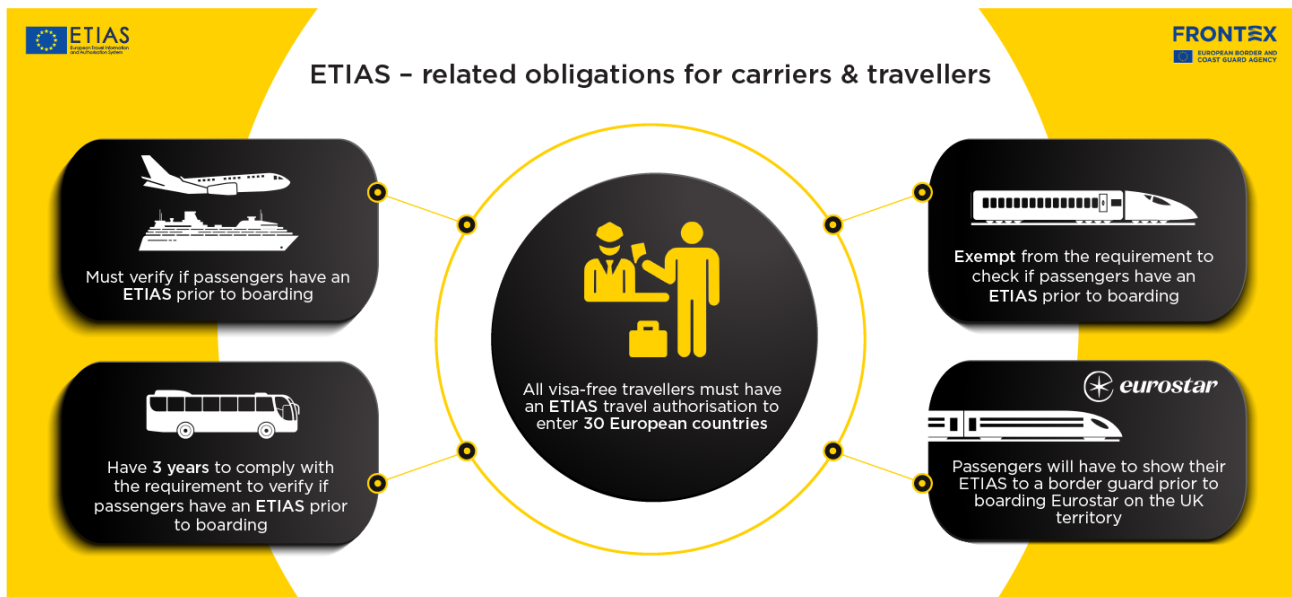 ETIAS
European Travel Information
and Authorisation System
FRONTEX
EUROPEAN BORDER AND
COAST GUARD AGENCY
ETIAS – related obligations for carriers & travellers
Must verify if passengers have an
ETIAS prior to boarding
Have 3 years to comply with
the requirement to verify if
passengers have an ETIAS prior
to boarding
All visa-free travellers must have
an ETIAS travel authorisation to
enter 30 European countries
Exempt from the requirement to
check if passengers have an
ETIAS prior to boarding
eurostar
Passengers will have to show their
ETIAS to a border guard prior to
boarding Eurostar on the UK
territory